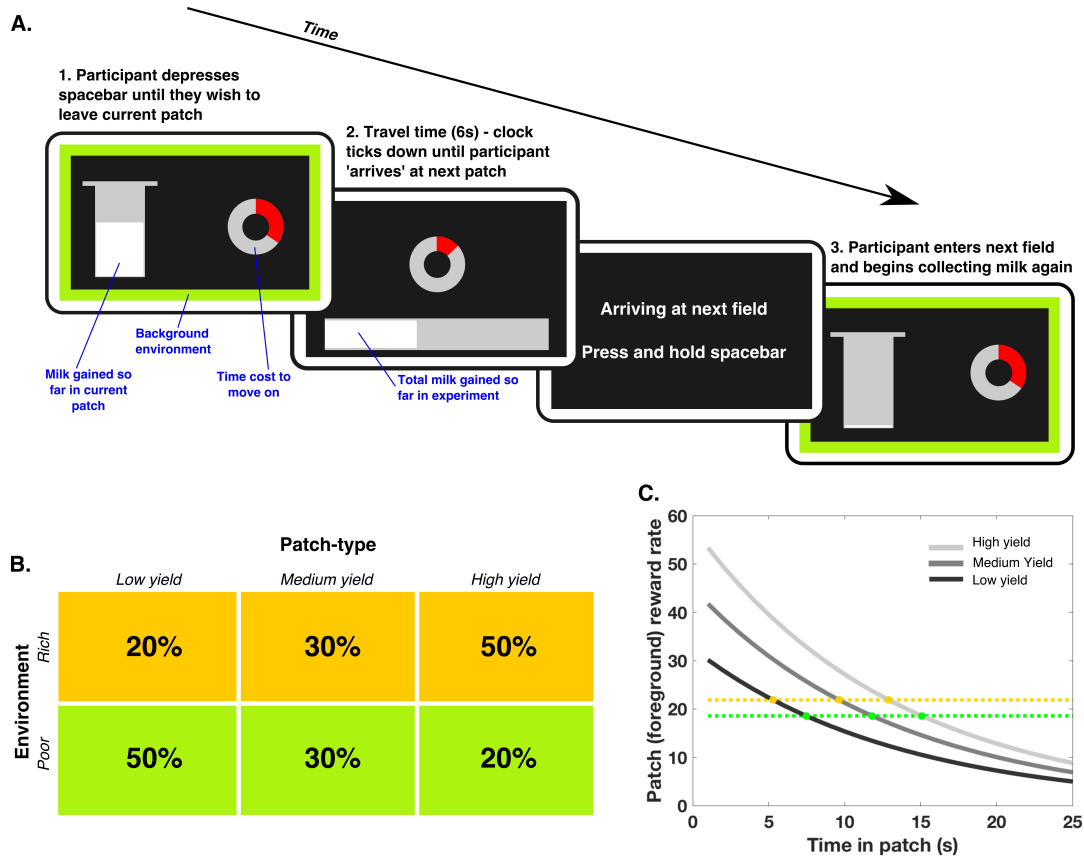 A.
Time
1. Participant depresses
spacebar until they wish to
leave current patch
2. Travel time (6s) - clock
ticks down until participant
'arrives' at next patch
3. Participant enters next field
and begins collecting milk again
Arriving at next field
Press and hold spacebar
Background
environment
Milk gained so
far in current
patch
Time cost to
move on
Total milk gained so
far in experiment
B.
Patch-type
Low yield
Medium yield
High yield
Environment
Rich
20%
30%
50%
Poor
50%
30%
20%
C.
Patch (foreground) reward rate
60
50
40
30
20
10
0
High yield
Medium Yield
Low yield
0
5
10
15
20
25
Time in patch (s)